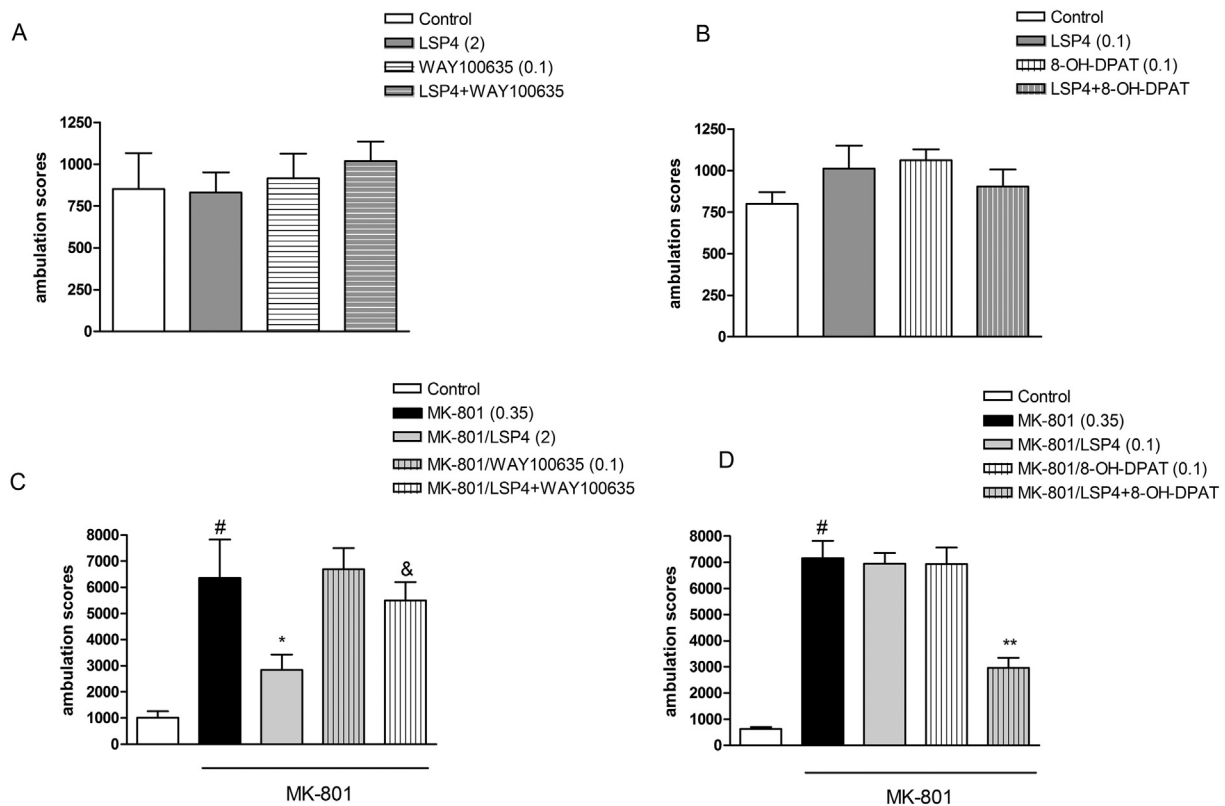 A
Control
LSP4 (2)
WAY100635 (0.1)
LSP4+WAY100635
ambulation scores
1250
1000
750
500
250
0
B
Control
LSP4 (0.1)
8-OH-DPAT (0.1)
LSP4+8-OH-DPAT
ambulation scores
1250
1000
750
500
250
0
C
Control
MK-801 (0.35)
MK-801/LSP4 (2)
MK-801/WAY100635 (0.1)
MK-801/LSP4+WAY100635
ambulation scores
8000
7000
6000
5000
4000
3000
2000
1000
0
#
*
&
MK-801
D
Control
MK-801 (0.35)
MK-801/LSP4 (0.1)
MK-801/8-OH-DPAT (0.1)
MK-801/LSP4+8-OH-DPAT
ambulation scores
8000
7000
6000
5000
4000
3000
2000
1000
0
#
**
MK-801